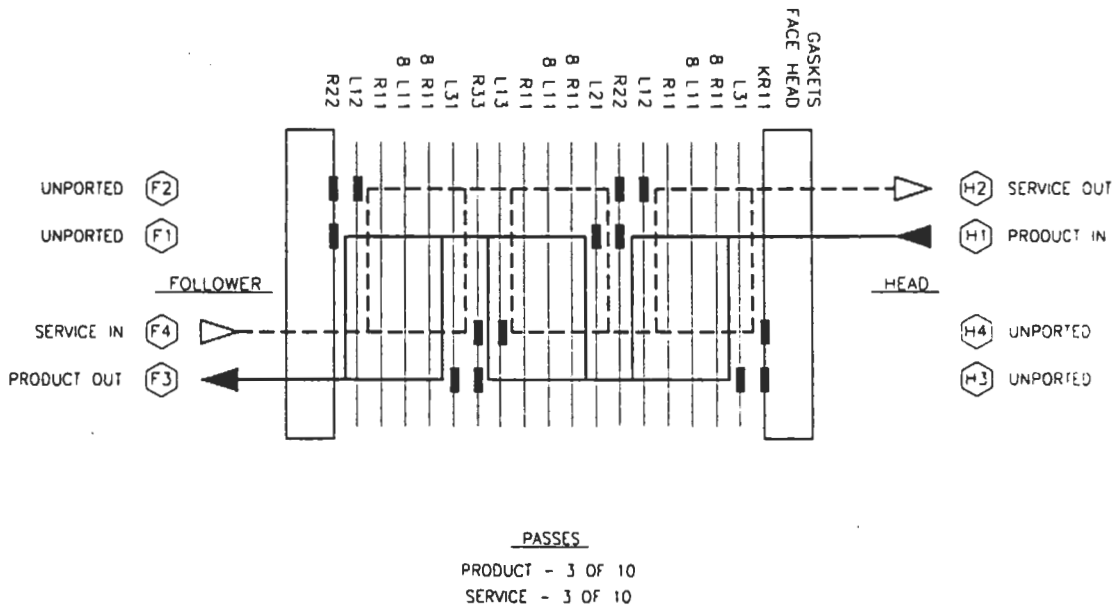 GASKETS
FACE HEAD
R22
L12
R11
8 L11
8 R11
L31
R33
L13
R11
8 L11
8 R11
L21
R22
L12
R11
8 L11
8 R11
L31
KR11
UNPORTED F2
H2 SERVICE OUT
UNPORTED F1
H1 PRODUCT IN
FOLLOWER
HEAD
SERVICE IN F4
H4 UNPORTED
PRODUCT OUT F3
H3 UNPORTED
PASSES
PRODUCT - 3 OF 10
SERVICE - 3 OF 10